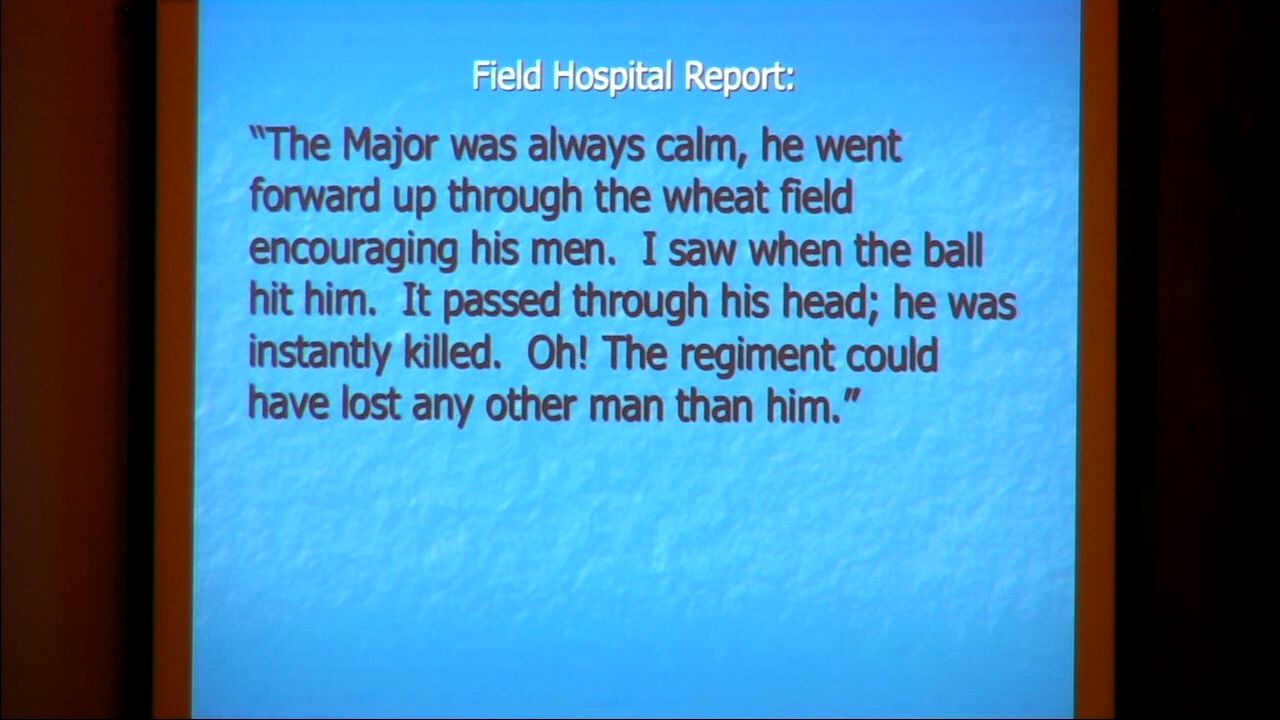 Field Hospital Report:
“The Major was always calm, he went
forward up through the wheat field
encouraging his men.  I saw when the ball
hit him.  It passed through his head; he was
instantly killed.  Oh! The regiment could
have lost any other man than him.”